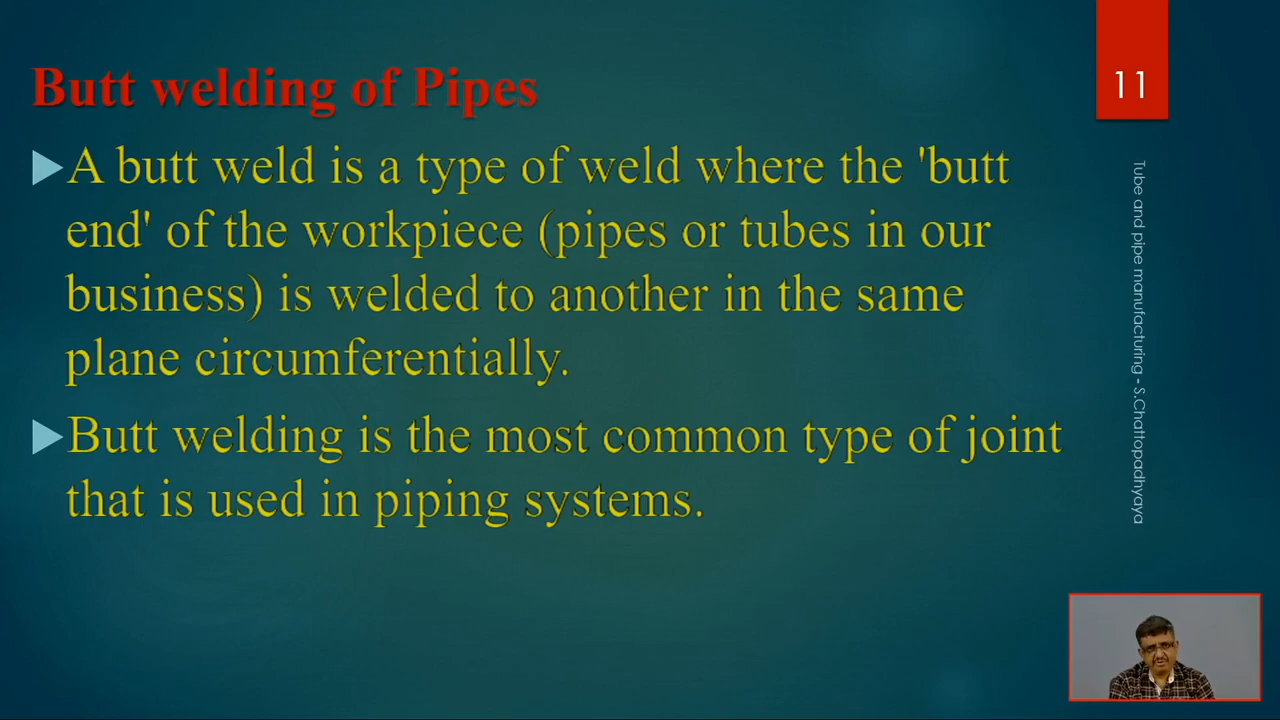 Butt welding of Pipes
11
A butt weld is a type of weld where the 'butt
end' of the workpiece (pipes or tubes in our
business) is welded to another in the same
plane circumferentially.
Butt welding is the most common type of joint
that is used in piping systems.
Tube and pipe manufacturing - S.Chattopadhyaya